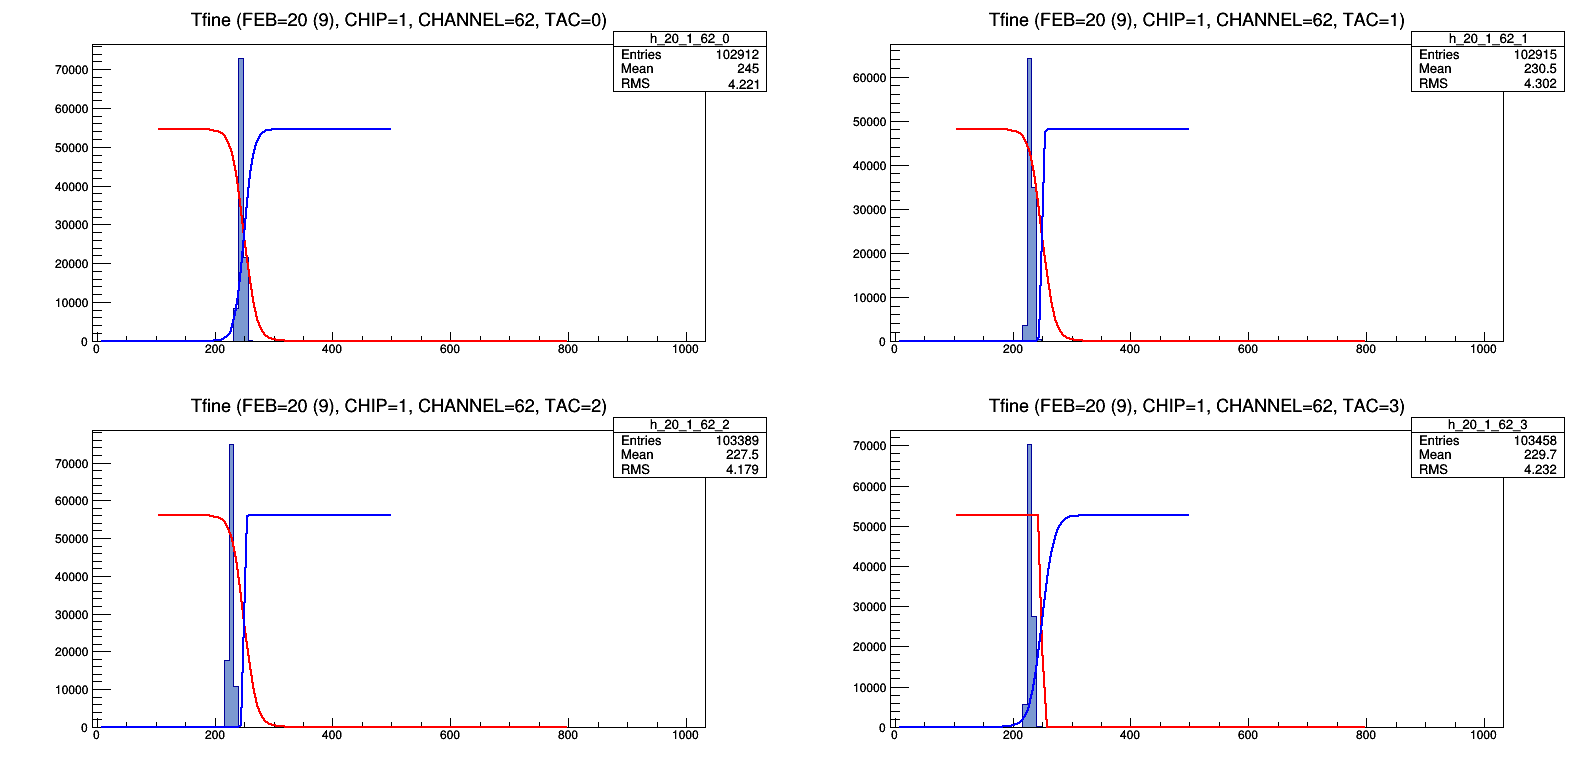 Tfine (FEB=20 (9), CHIP=1, CHANNEL=62, TAC=0)
h_20_1_62_0
Entries 102912
Mean 245
RMS 4.221
70000
60000
50000
40000
30000
20000
10000
0
0 200 400 600 800 1000
Tfine (FEB=20 (9), CHIP=1, CHANNEL=62, TAC=1)
h_20_1_62_1
Entries 102915
Mean 230.5
RMS 4.302
60000
50000
40000
30000
20000
10000
0
0 200 400 600 800 1000
Tfine (FEB=20 (9), CHIP=1, CHANNEL=62, TAC=2)
h_20_1_62_2
Entries 103389
Mean 227.5
RMS 4.179
70000
60000
50000
40000
30000
20000
10000
0
0 200 400 600 800 1000
Tfine (FEB=20 (9), CHIP=1, CHANNEL=62, TAC=3)
h_20_1_62_3
Entries 103458
Mean 229.7
RMS 4.232
70000
60000
50000
40000
30000
20000
10000
0
0 200 400 600 800 1000